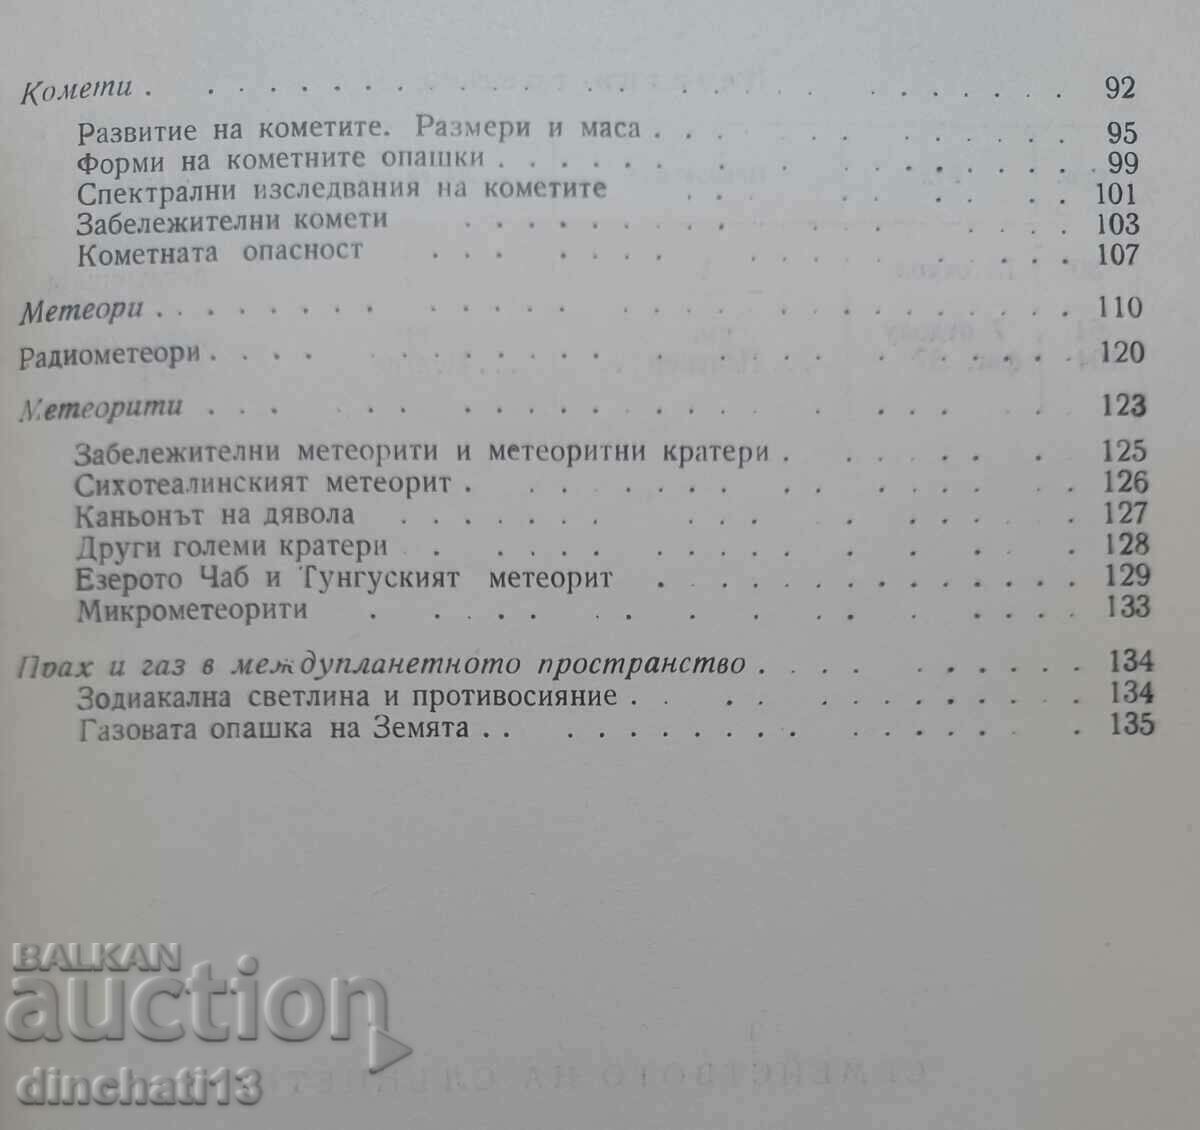 Комети . . . . . . . . . . . . . . . . . . . . 92
Развитие на кометите. Размери и маса . . . . . . . . . 95
Форми на кометните опашки . . . . . . . . . . . . . . 99
Спектрални изследвания на кометите . . . . . . . . . 101
Забележителни комети . . . . . . . . . . . . . . . 103
Кометната опасност . . . . . . . . . . . . . . . . 107
Метеори . . . . . . . . . . . . . . . . . . . . 110
Радиометеори . . . . . . . . . . . . . . . . . . . 120
Метеорити . . . . . . . . . . . . . . . . . . . 123
Забележителни метеорити и метеоритни кратери . . . . . . 125
Сихотеалинският метеорит . . . . . . . . . . . . . . 126
Каньонът на дявола . . . . . . . . . . . . . . . . 127
Други големи кратери . . . . . . . . . . . . . . . 128
Езерото Чаб и Тунгуският метеорит . . . . . . . . . . . 129
Микрометеорити . . . . . . . . . . . . . . . . . 133
Прах и газ в междупланетното пространство . . . . . . . . 134
Зодиакална светлина и противосияние . . . . . . . . . . 134
Газовата опашка на Земята . . . . . . . . . . . . . 135
BALKAN
auction
dinchati13